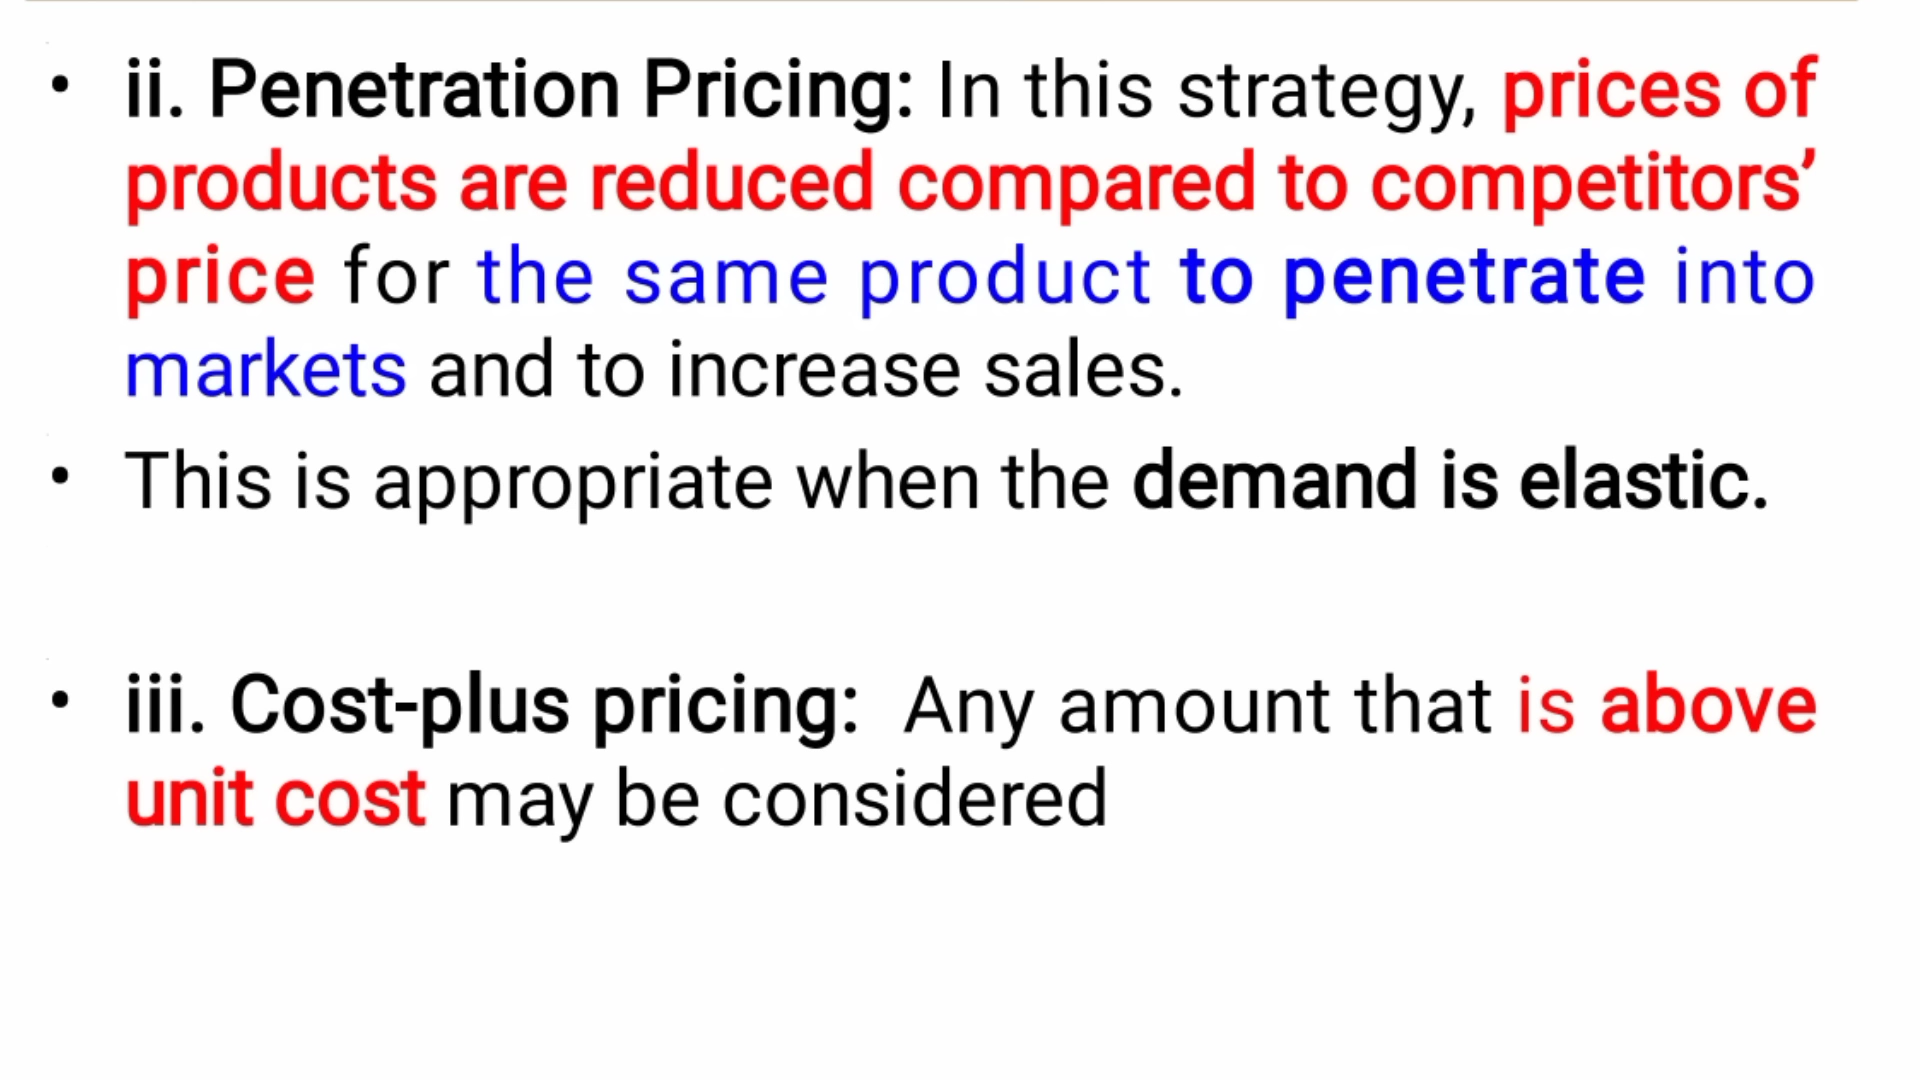 • ii. Penetration Pricing: In this strategy, prices of
products are reduced compared to competitors’
price for the same product to penetrate into
markets and to increase sales.
• This is appropriate when the demand is elastic.
• iii. Cost-plus pricing:  Any amount that is above
unit cost may be considered